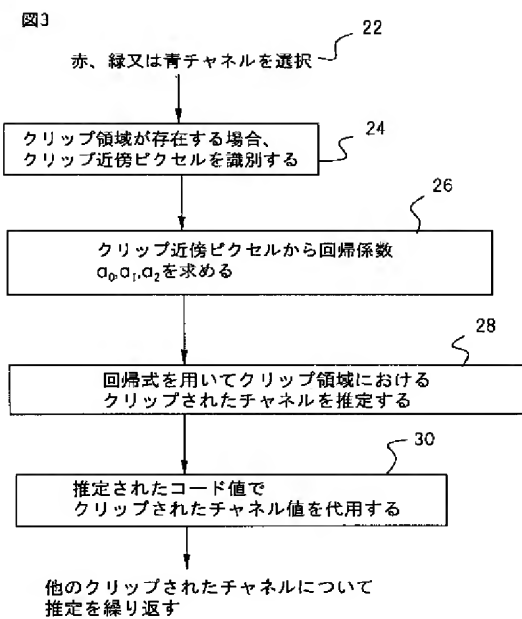 図3
22
赤、緑又は青チャネルを選択
24
クリップ領域が存在する場合、
クリップ近傍ピクセルを識別する
26
クリップ近傍ピクセルから回帰係数
a₀,a₁,a₂を求める
28
回帰式を用いてクリップ領域における
クリップされたチャネルを推定する
30
推定されたコード値で
クリップされたチャネル値を代用する
他のクリップされたチャネルについて
推定を繰り返す